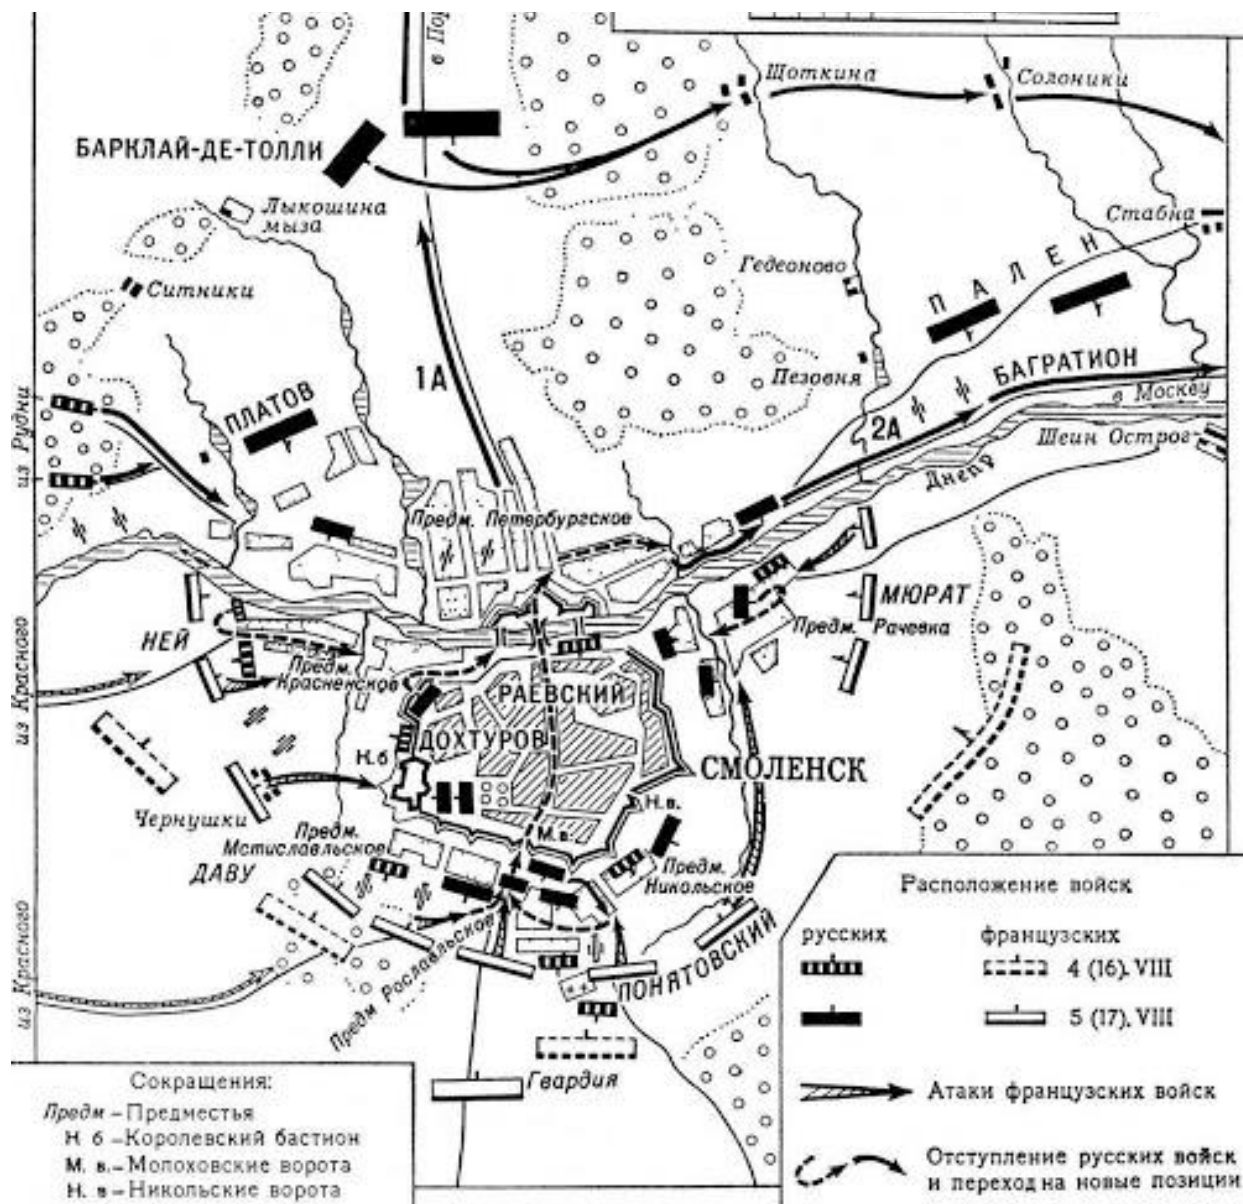 в Пор
Щоткина
Солоники
БАРКЛАЙ-ДЕ-ТОЛЛИ
Лыкошина
мыза
Стабна
Ситники
Гедеоново
ПАЛЕН
1А
Пезовня
БАГРАТИОН
в Москву
ПЛАТОВ
2А
из Рудни
Шеин Острог
Днепр
Предм. Петербургское
МЮРАТ
НЕЙ
Предм. Рачевка
Предм.
Красненское
из Красного
РАЕВСКИЙ
ДОХТУРОВ
Н.б
СМОЛЕНСК
Н.в.
Чернушки
М.в.
Предм.
Мстиславльское
ДАВУ
Предм.
Никольское
из Красного
Предм Рославльское
ПОНЯТОВСКИЙ
Гвардия
Расположение войск
русских французских
4 (16). VIII
5 (17). VIII
Атаки французских войск
Отступление русских войск
и переход на новые позиции
Сокращения:
Предм – Предместья
Н б – Королевский бастион
М. в. – Молоховские ворота
Н. в – Никольские ворота